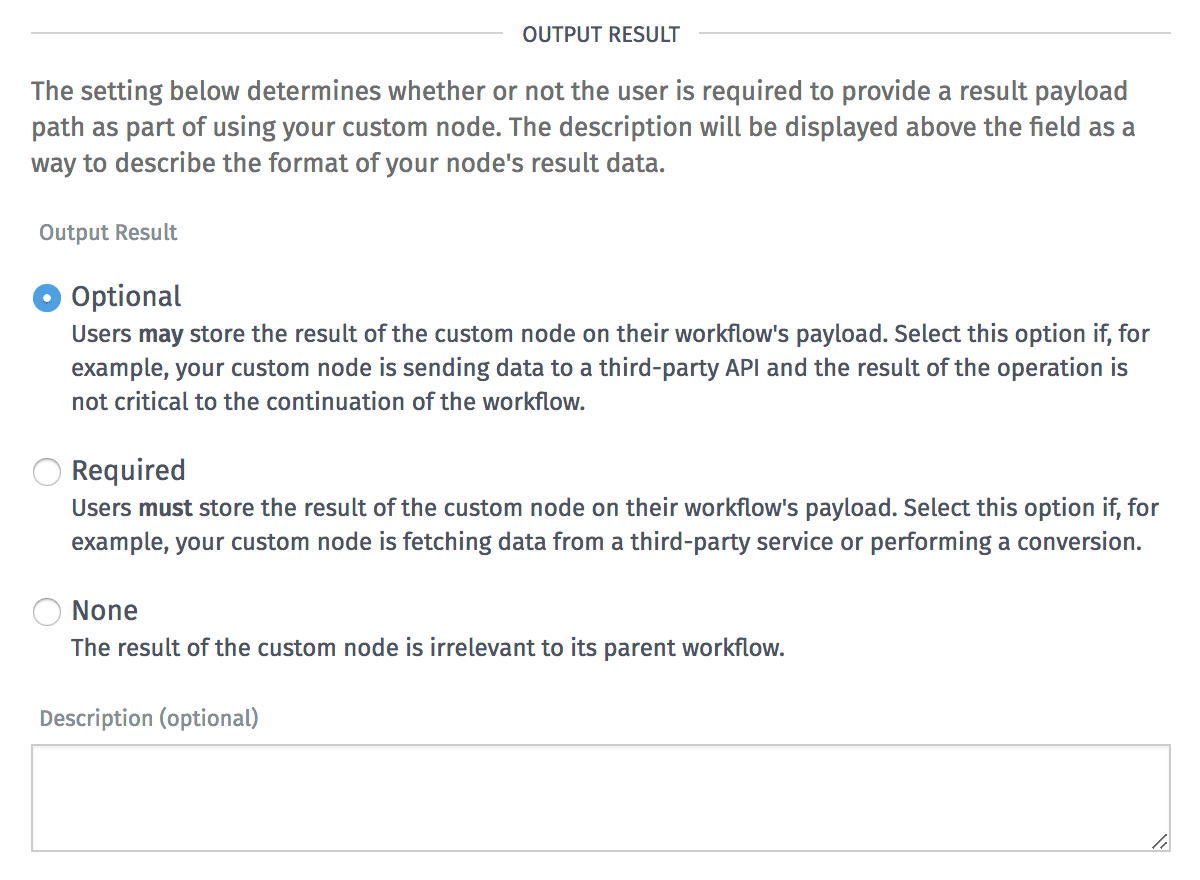 OUTPUT RESULT
The setting below determines whether or not the user is required to provide a result payload
path as part of using your custom node. The description will be displayed above the field as a
way to describe the format of your node's result data.
Output Result
Optional
Users may store the result of the custom node on their workflow's payload. Select this option if, for
example, your custom node is sending data to a third-party API and the result of the operation is
not critical to the continuation of the workflow.
Required
Users must store the result of the custom node on their workflow's payload. Select this option if, for
example, your custom node is fetching data from a third-party service or performing a conversion.
None
The result of the custom node is irrelevant to its parent workflow.
Description (optional)